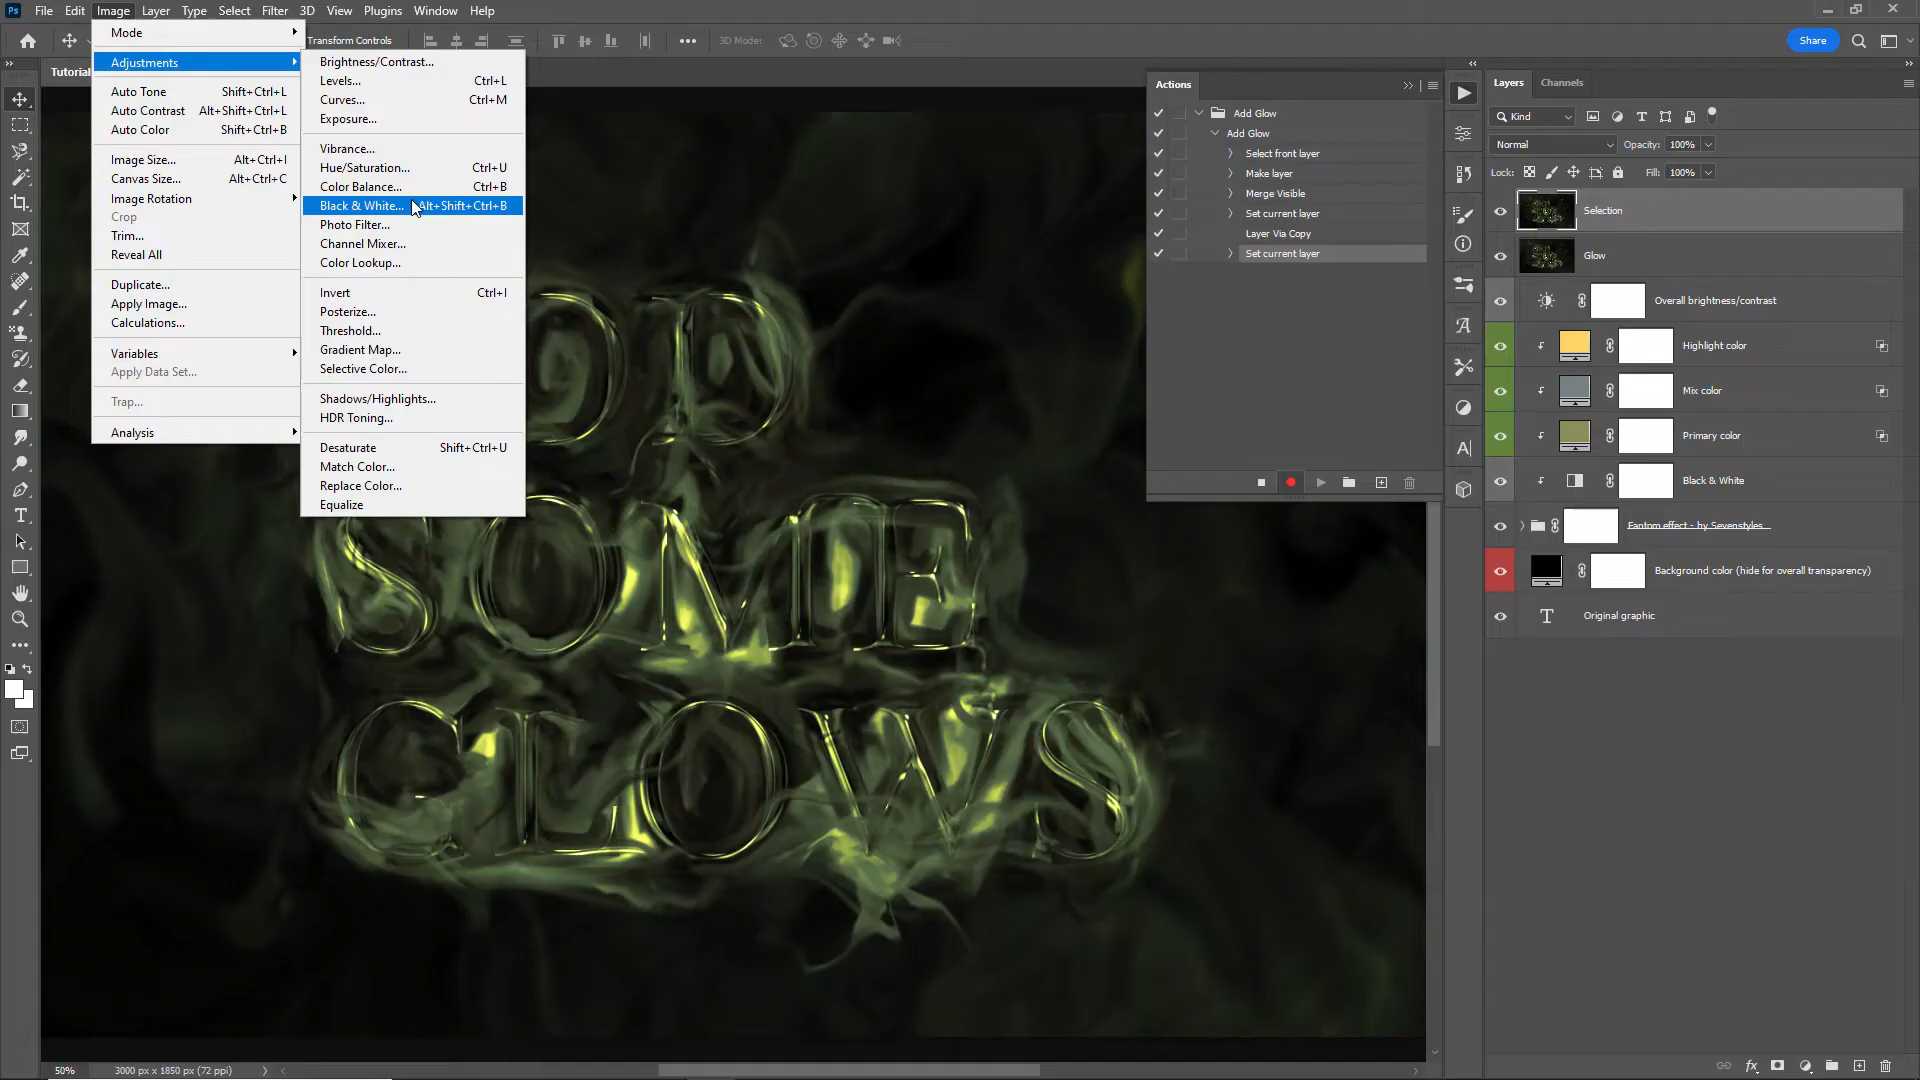 Ps File Edit Image Layer Type Select Filter 3D View Plugins Window Help
Transform Controls
3D Mode:
Share
Tutorial
Mode
Adjustments
Auto Tone Shift+Ctrl+L
Auto Contrast Alt+Shift+Ctrl+L
Auto Color Shift+Ctrl+B
Image Size... Alt+Ctrl+I
Canvas Size... Alt+Ctrl+C
Image Rotation
Crop
Trim...
Reveal All
Duplicate...
Apply Image...
Calculations...
Variables
Apply Data Set...
Trap...
Analysis
Brightness/Contrast...
Levels... Ctrl+L
Curves... Ctrl+M
Exposure...
Vibrance...
Hue/Saturation... Ctrl+U
Color Balance... Ctrl+B
Black & White... Alt+Shift+Ctrl+B
Photo Filter...
Channel Mixer...
Color Lookup...
Invert Ctrl+I
Posterize...
Threshold...
Gradient Map...
Selective Color...
Shadows/Highlights...
HDR Toning...
Desaturate Shift+Ctrl+U
Match Color...
Replace Color...
Equalize
SOME
GLOWS
Actions
Add Glow
Add Glow
Select front layer
Make layer
Merge Visible
Set current layer
Layer Via Copy
Set current layer
Layers Channels
Kind
Normal Opacity: 100%
Lock: Fill: 100%
Selection
Glow
Overall brightness/contrast
Highlight color
Mix color
Primary color
Black & White
Fantom effect - by Sevenstyles
Background color (hide for overall transparency)
Original graphic
50% 3000 px x 1850 px (72 ppi)